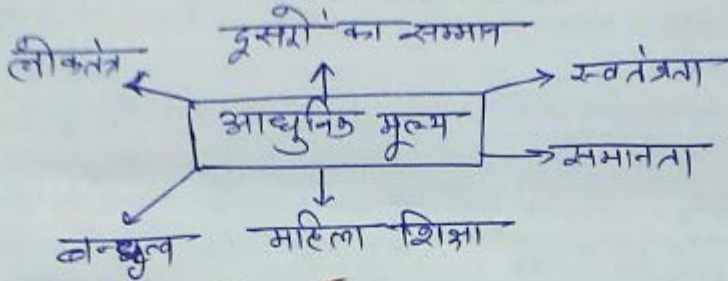 दूसरों का सम्मान
लोकतंत्र
स्वतंत्रता
आधुनिक मूल्य
समानता
बन्धुत्व
महिला शिक्षा